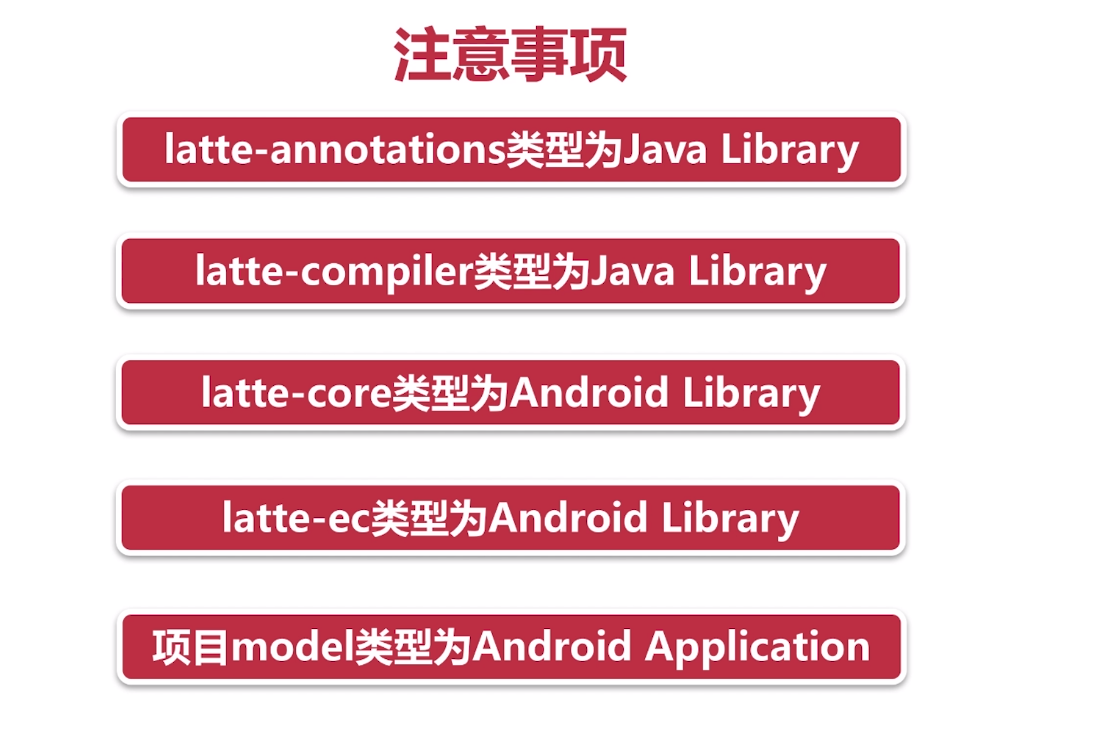 注意事项
latte-annotations类型为Java Library
latte-compiler类型为Java Library
latte-core类型为Android Library
latte-ec类型为Android Library
项目model类型为Android Application